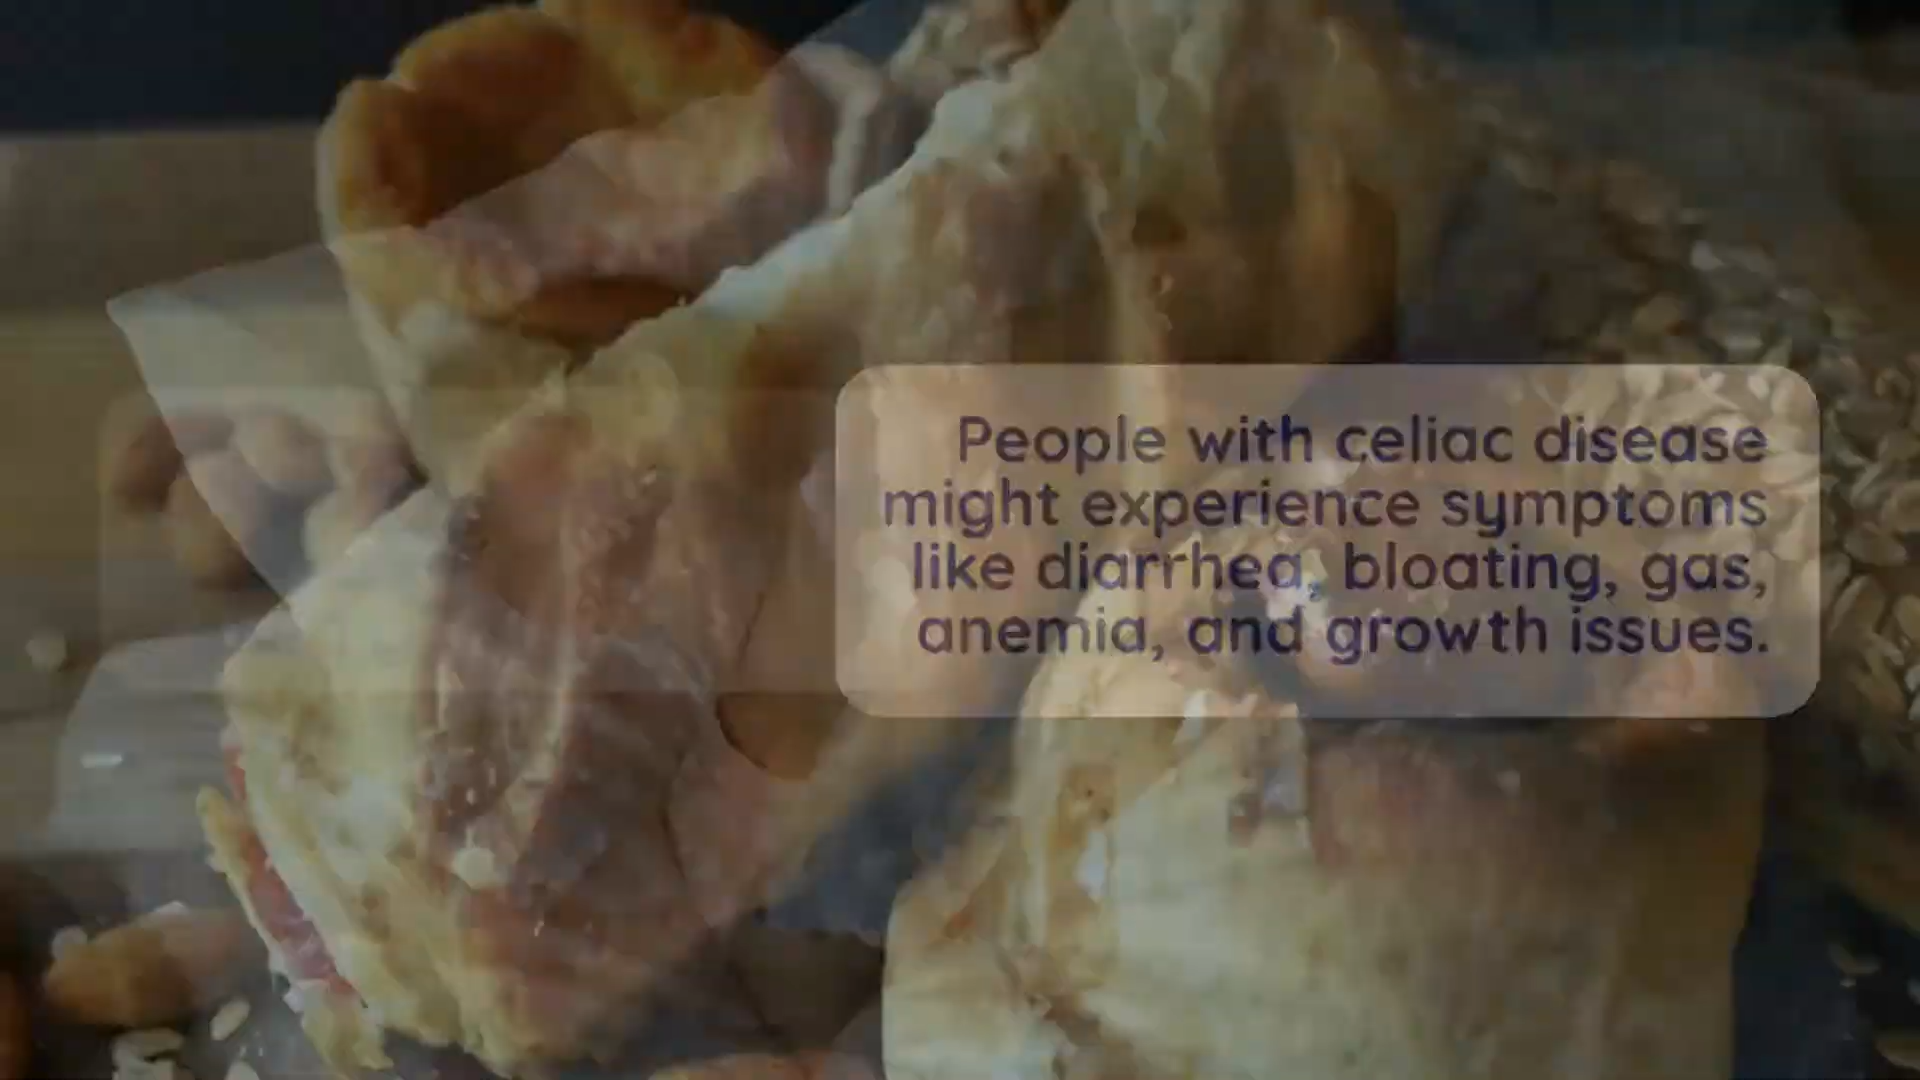 People with celiac disease
might experience symptoms
like diarrhea, bloating, gas,
anemia, and growth issues.